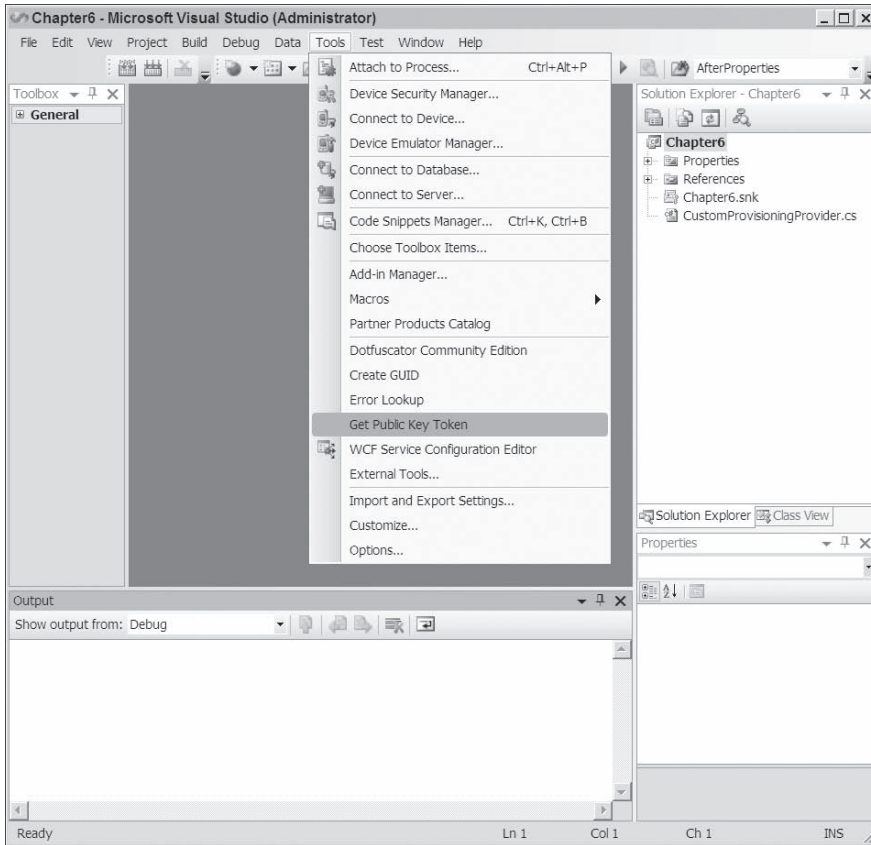 Chapter6 - Microsoft Visual Studio (Administrator)
File Edit View Project Build Debug Data Tools Test Window Help
AfterProperties
Toolbox
General
Attach to Process... Ctrl+Alt+P
Device Security Manager...
Connect to Device...
Device Emulator Manager...
Connect to Database...
Connect to Server...
Code Snippets Manager... Ctrl+K, Ctrl+B
Choose Toolbox Items...
Add-in Manager...
Macros
Partner Products Catalog
Dotfuscator Community Edition
Create GUID
Error Lookup
Get Public Key Token
WCF Service Configuration Editor
External Tools...
Import and Export Settings...
Customize...
Options...
Solution Explorer - Chapter6
Chapter6
Properties
References
Chapter6.snk
CustomProvisioningProvider.cs
Solution Explorer Class View
Properties
Output
Show output from: Debug
Ready Ln 1 Col 1 Ch 1 INS